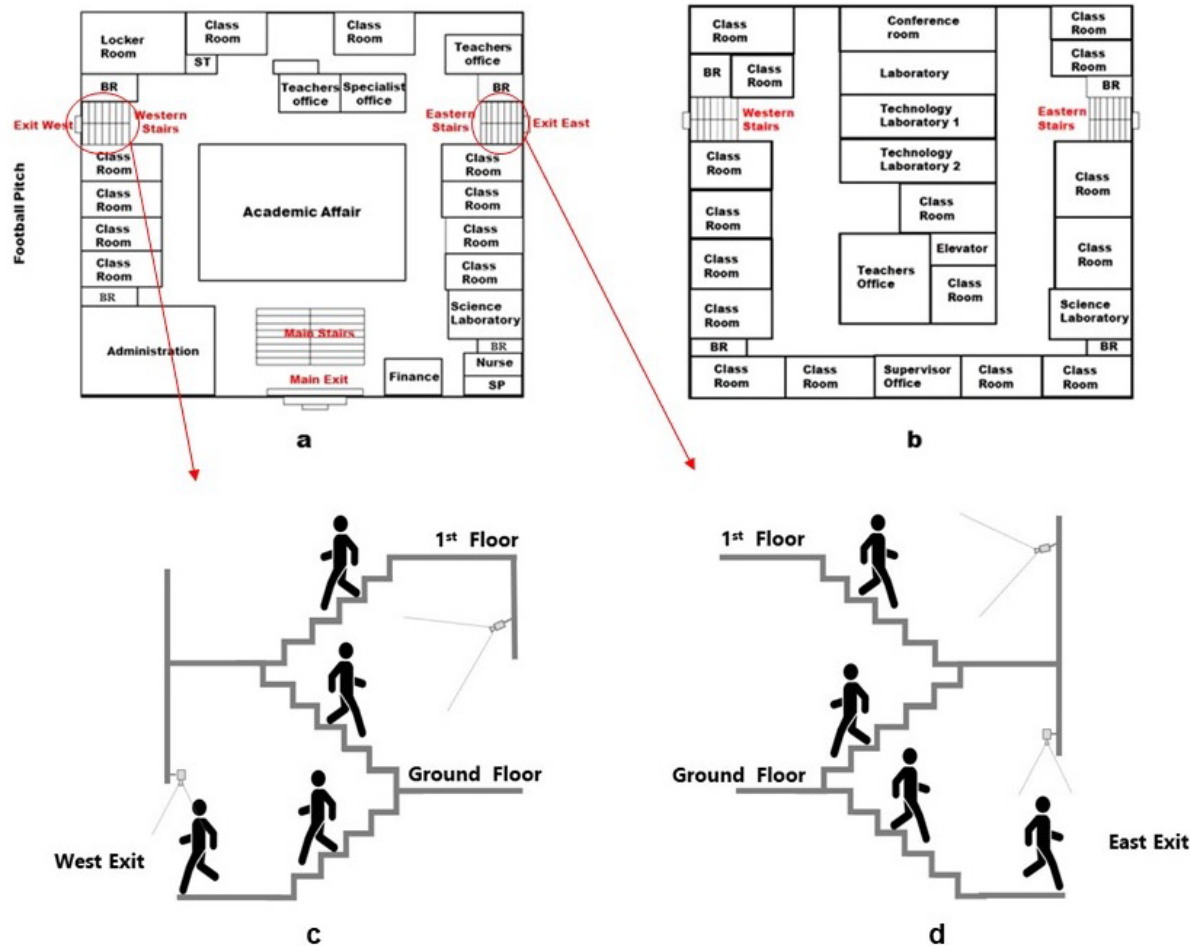 Locker
Room
Class
Room
Class
Room
ST
Teachers
office
BR
Teachers
office
Specialist
office
BR
Exit West
Western
Stairs
Eastern
Stairs
Exit East
Football Pitch
Class
Room
Class
Room
Class
Room
Class
Room
BR
Academic Affair
Class
Room
Class
Room
Class
Room
Class
Room
Science
Laboratory
BR
Administration
Main Stairs
Main Exit
Finance
Nurse
SP
a
Class
Room
BR
Class
Room
Western
Stairs
Conference
room
Laboratory
Technology
Laboratory 1
Technology
Laboratory 2
Class
Room
Class
Room
BR
Eastern
Stairs
Class
Room
Class
Room
Class
Room
Class
Room
BR
Class
Room
Elevator
Teachers
Office
Class
Room
Class
Room
Class
Room
Science
Laboratory
BR
Class
Room
Class
Room
Supervisor
Office
Class
Room
Class
Room
b
1st Floor
Ground Floor
West Exit
c
1st Floor
Ground Floor
East Exit
d